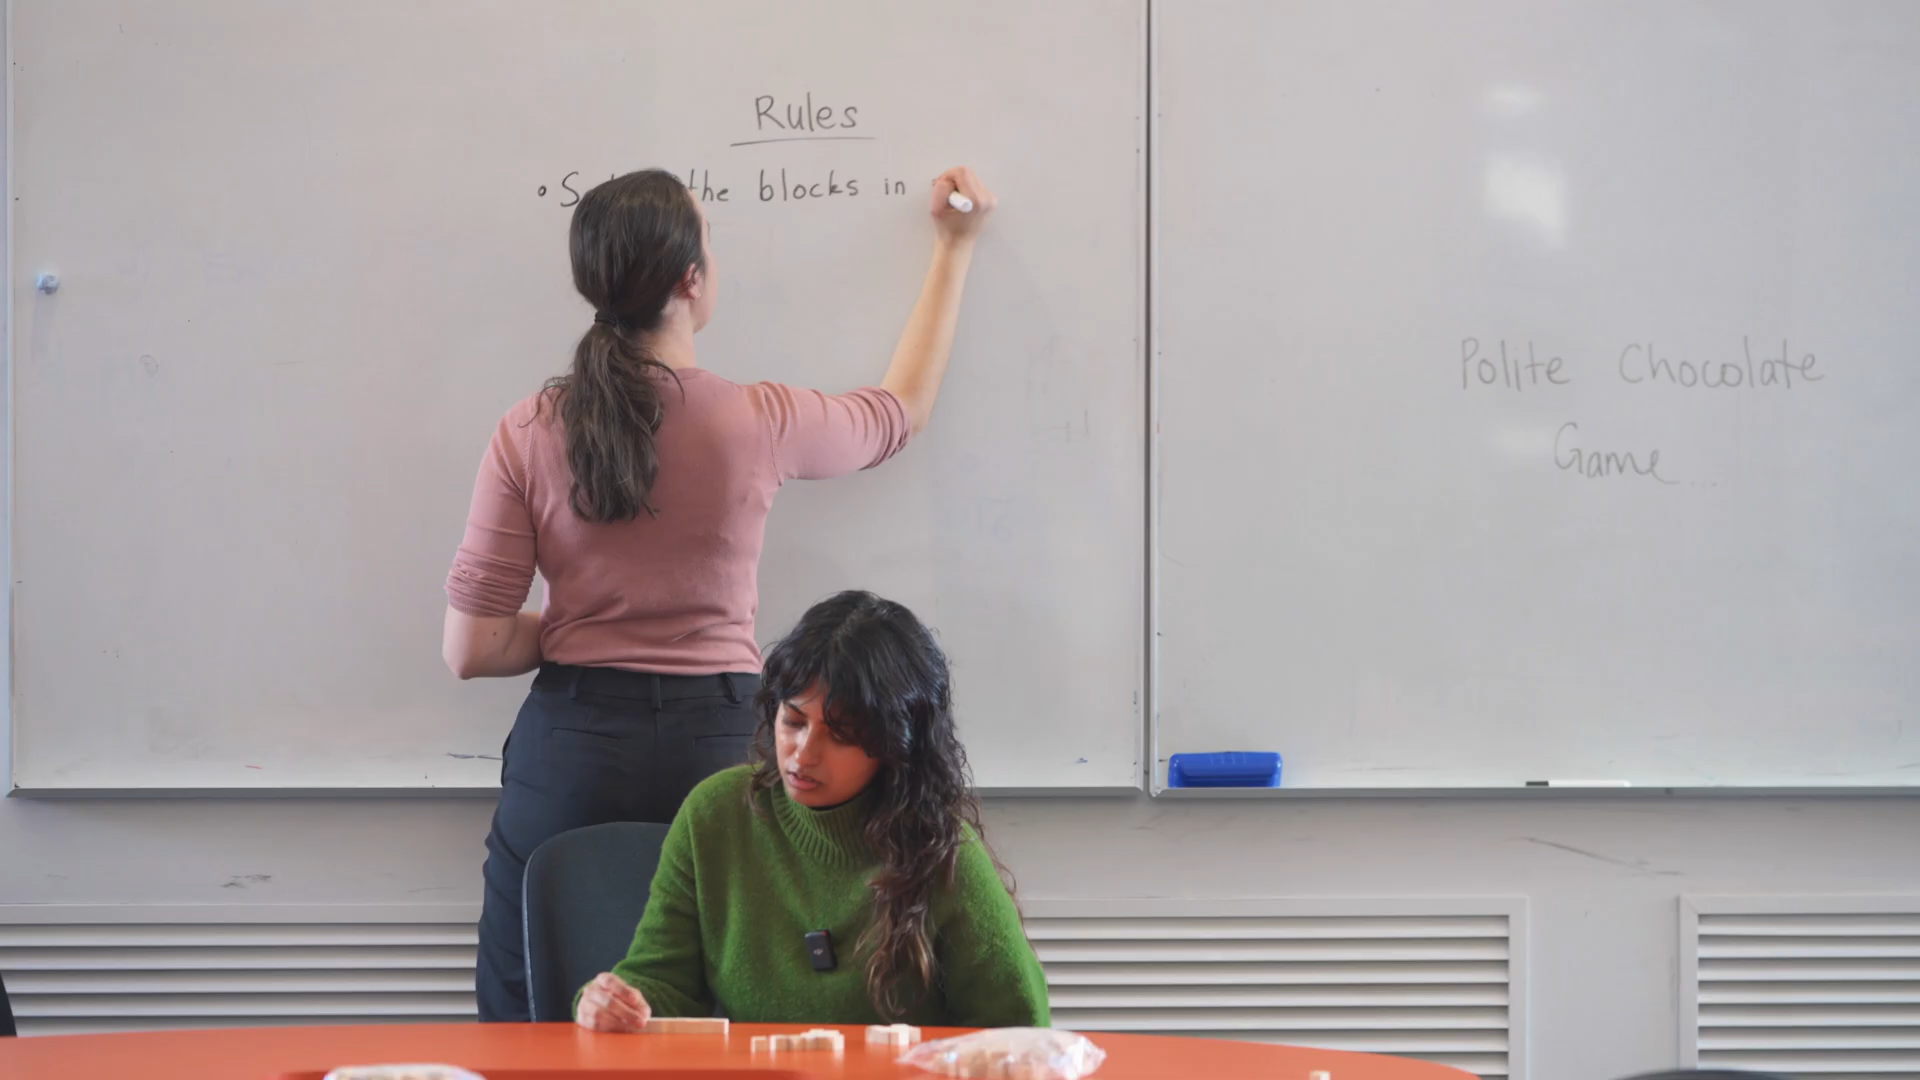 Rules
• the blocks in
Polite Chocolate
Game...